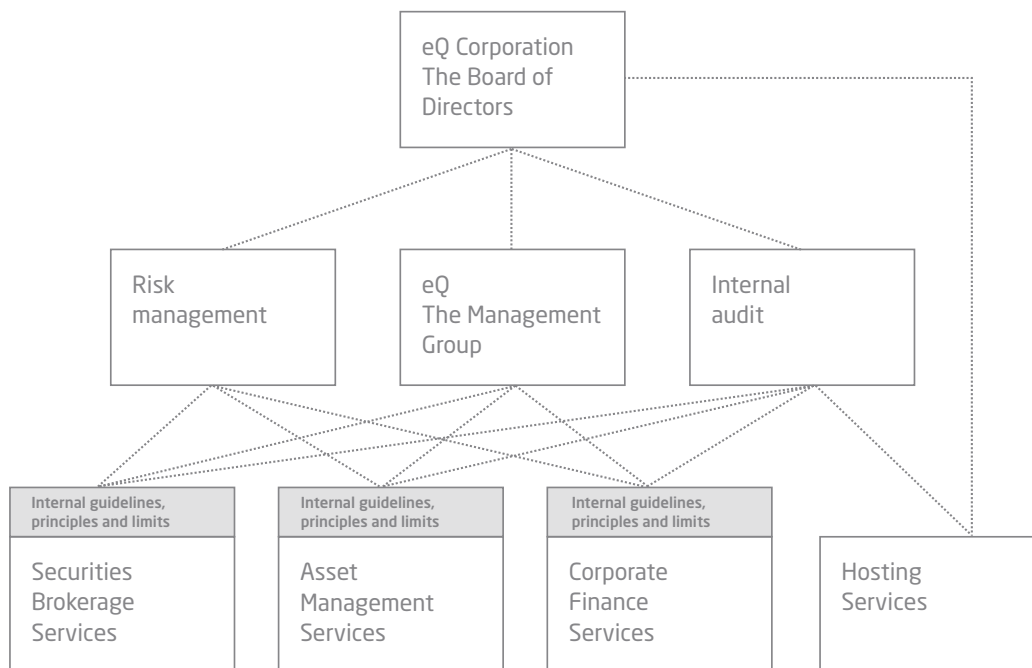 eQ Corporation
The Board of
Directors
Risk
management
eQ
The Management
Group
Internal
audit
Internal guidelines,
principles and limits
Securities
Brokerage
Services
Internal guidelines,
principles and limits
Asset
Management
Services
Internal guidelines,
principles and limits
Corporate
Finance
Services
Hosting
Services